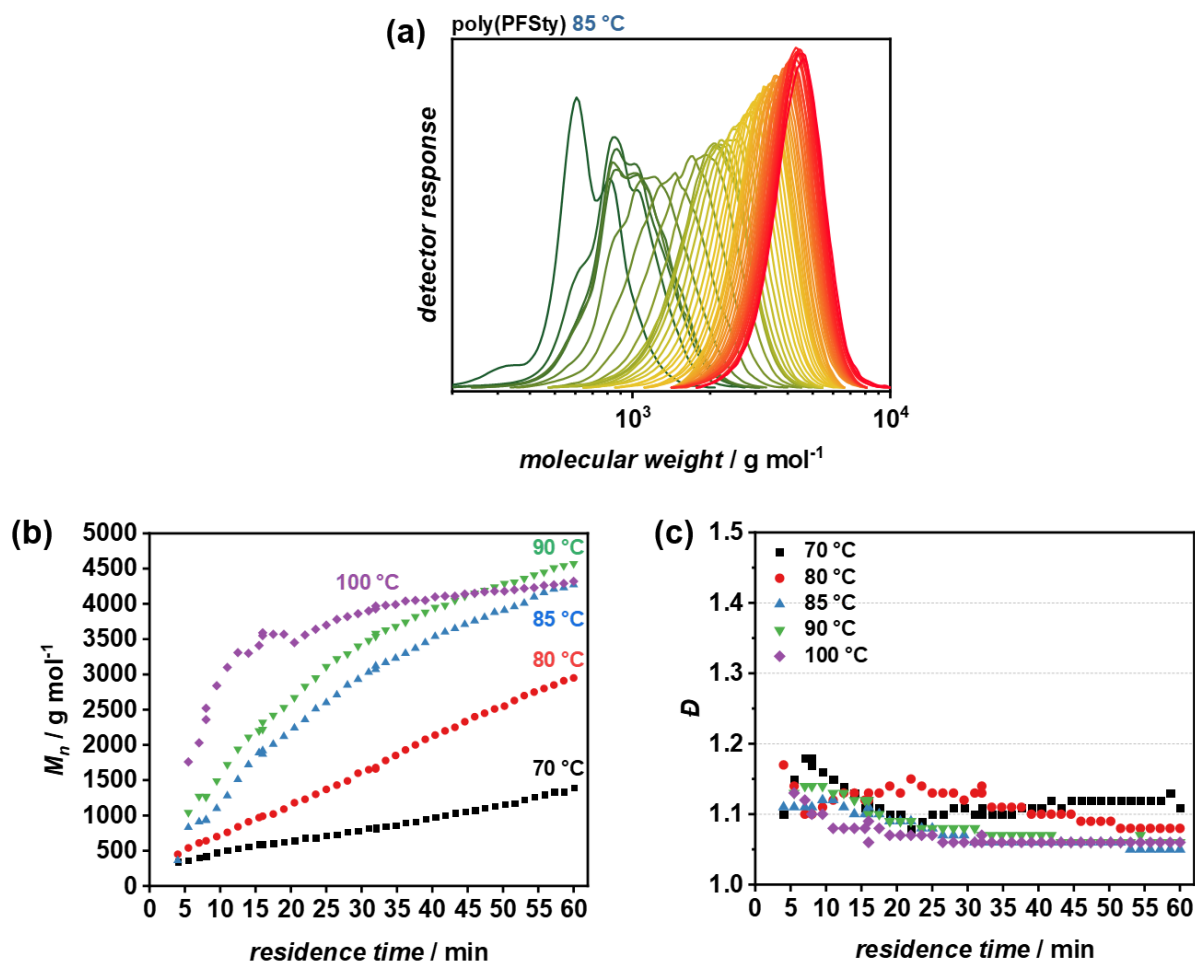 (a)
poly(PFSty) 85 °C
detector response
10³
10⁴
molecular weight / g mol⁻¹
(b)
5000
4500
4000
3500
3000
2500
2000
1500
1000
500
0
90 °C
100 °C
85 °C
80 °C
70 °C
Mₙ / g mol⁻¹
0 5 10 15 20 25 30 35 40 45 50 55 60
residence time / min
(c)
1.5
1.4
1.3
1.2
1.1
1.0
70 °C
80 °C
85 °C
90 °C
100 °C
Đ
0 5 10 15 20 25 30 35 40 45 50 55 60
residence time / min